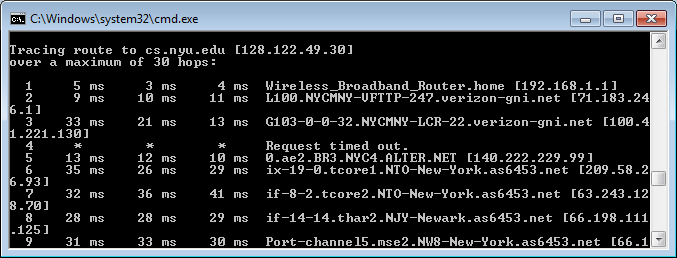 C:\Windows\system32\cmd.exe
Tracing route to cs.nyu.edu [128.122.49.30]
over a maximum of 30 hops:
1 5 ms 3 ms 4 ms Wireless_Broadband_Router.home [192.168.1.1]
2 9 ms 10 ms 11 ms L100.NYCMNY-VFTTP-247.verizon-gni.net [71.183.24
6.1]
3 33 ms 21 ms 13 ms G103-0-0-32.NYCMNY-LCR-22.verizon-gni.net [100.4
1.221.130]
4 * * * Request timed out.
5 13 ms 12 ms 10 ms 0.ae2.BR3.NYC4.ALTER.NET [140.222.229.99]
6 35 ms 26 ms 29 ms ix-19-0.tcore1.NTO-New-York.as6453.net [209.58.2
6.93]
7 32 ms 36 ms 41 ms if-8-2.tcore2.NTO-New-York.as6453.net [63.243.12
8.70]
8 28 ms 28 ms 29 ms if-14-14.thar2.NJY-Newark.as6453.net [66.198.111
.125]
9 31 ms 33 ms 30 ms Port-channel5.mse2.NW8-New-York.as6453.net [66.1